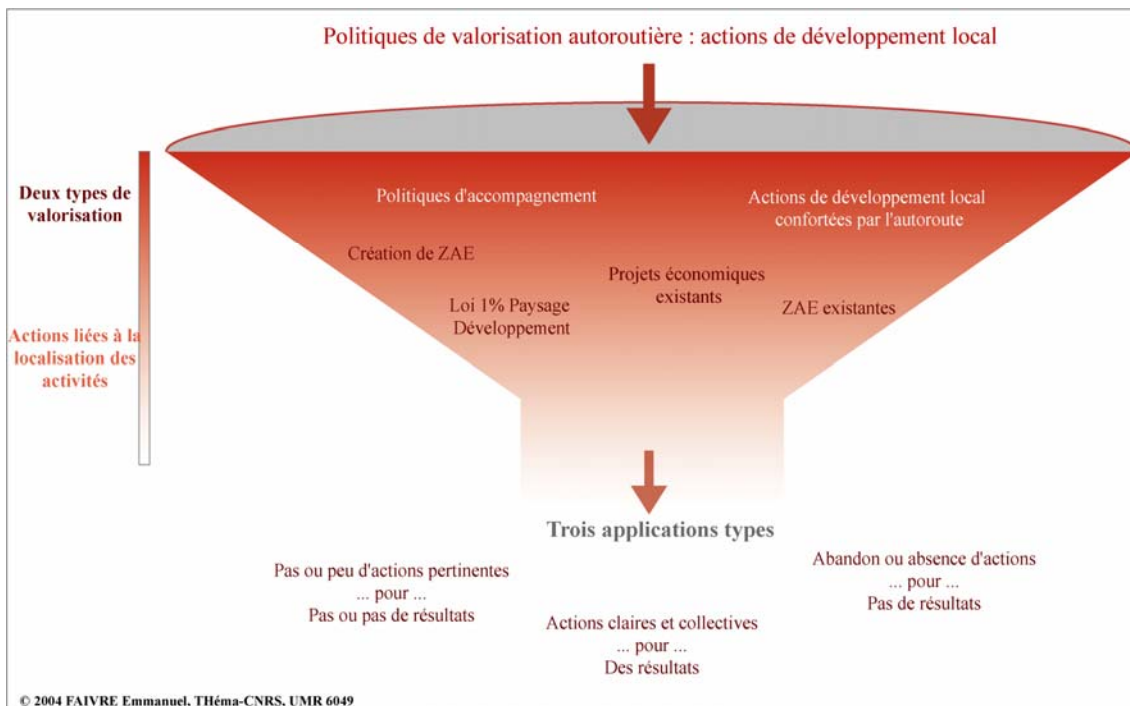 Politiques de valorisation autoroutière : actions de développement local
Deux types de
valorisation
Politiques d'accompagnement
Actions de développement local
confortées par l'autoroute
Création de ZAE
Projets économiques
existants
Loi 1% Paysage
Développement
ZAE existantes
Actions liées à la
localisation des
activités
Trois applications types
Pas ou peu d'actions pertinentes
... pour ...
Pas ou pas de résultats
Actions claires et collectives
... pour ...
Des résultats
Abandon ou absence d'actions
... pour ...
Pas de résultats
© 2004 FAIVRE Emmanuel, THéma-CNRS, UMR 6049